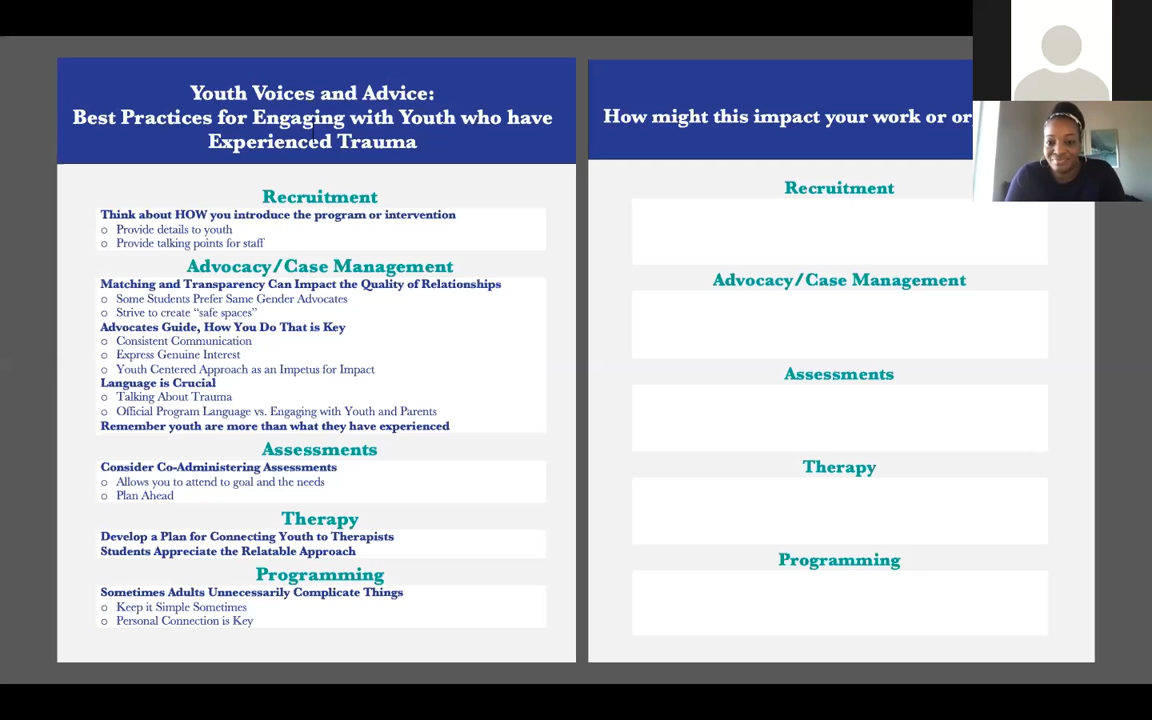 Youth Voices and Advice:
Best Practices for Engaging with Youth who have
Experienced Trauma
Recruitment
Think about HOW you introduce the program or intervention
o Provide details to youth
o Provide talking points for staff
Advocacy/Case Management
Matching and Transparency Can Impact the Quality of Relationships
o Some Students Prefer Same Gender Advocates
o Strive to create “safe spaces”
Advocates Guide, How You Do That is Key
o Consistent Communication
o Express Genuine Interest
o Youth Centered Approach as an Impetus for Impact
Language is Crucial
o Talking About Trauma
o Official Program Language vs. Engaging with Youth and Parents
Remember youth are more than what they have experienced
Assessments
Consider Co-Administering Assessments
o Allows you to attend to goal and the needs
o Plan Ahead
Therapy
Develop a Plan for Connecting Youth to Therapists
Students Appreciate the Relatable Approach
Programming
Sometimes Adults Unnecessarily Complicate Things
o Keep it Simple Sometimes
o Personal Connection is Key
How might this impact your work or
Recruitment
Advocacy/Case Management
Assessments
Therapy
Programming